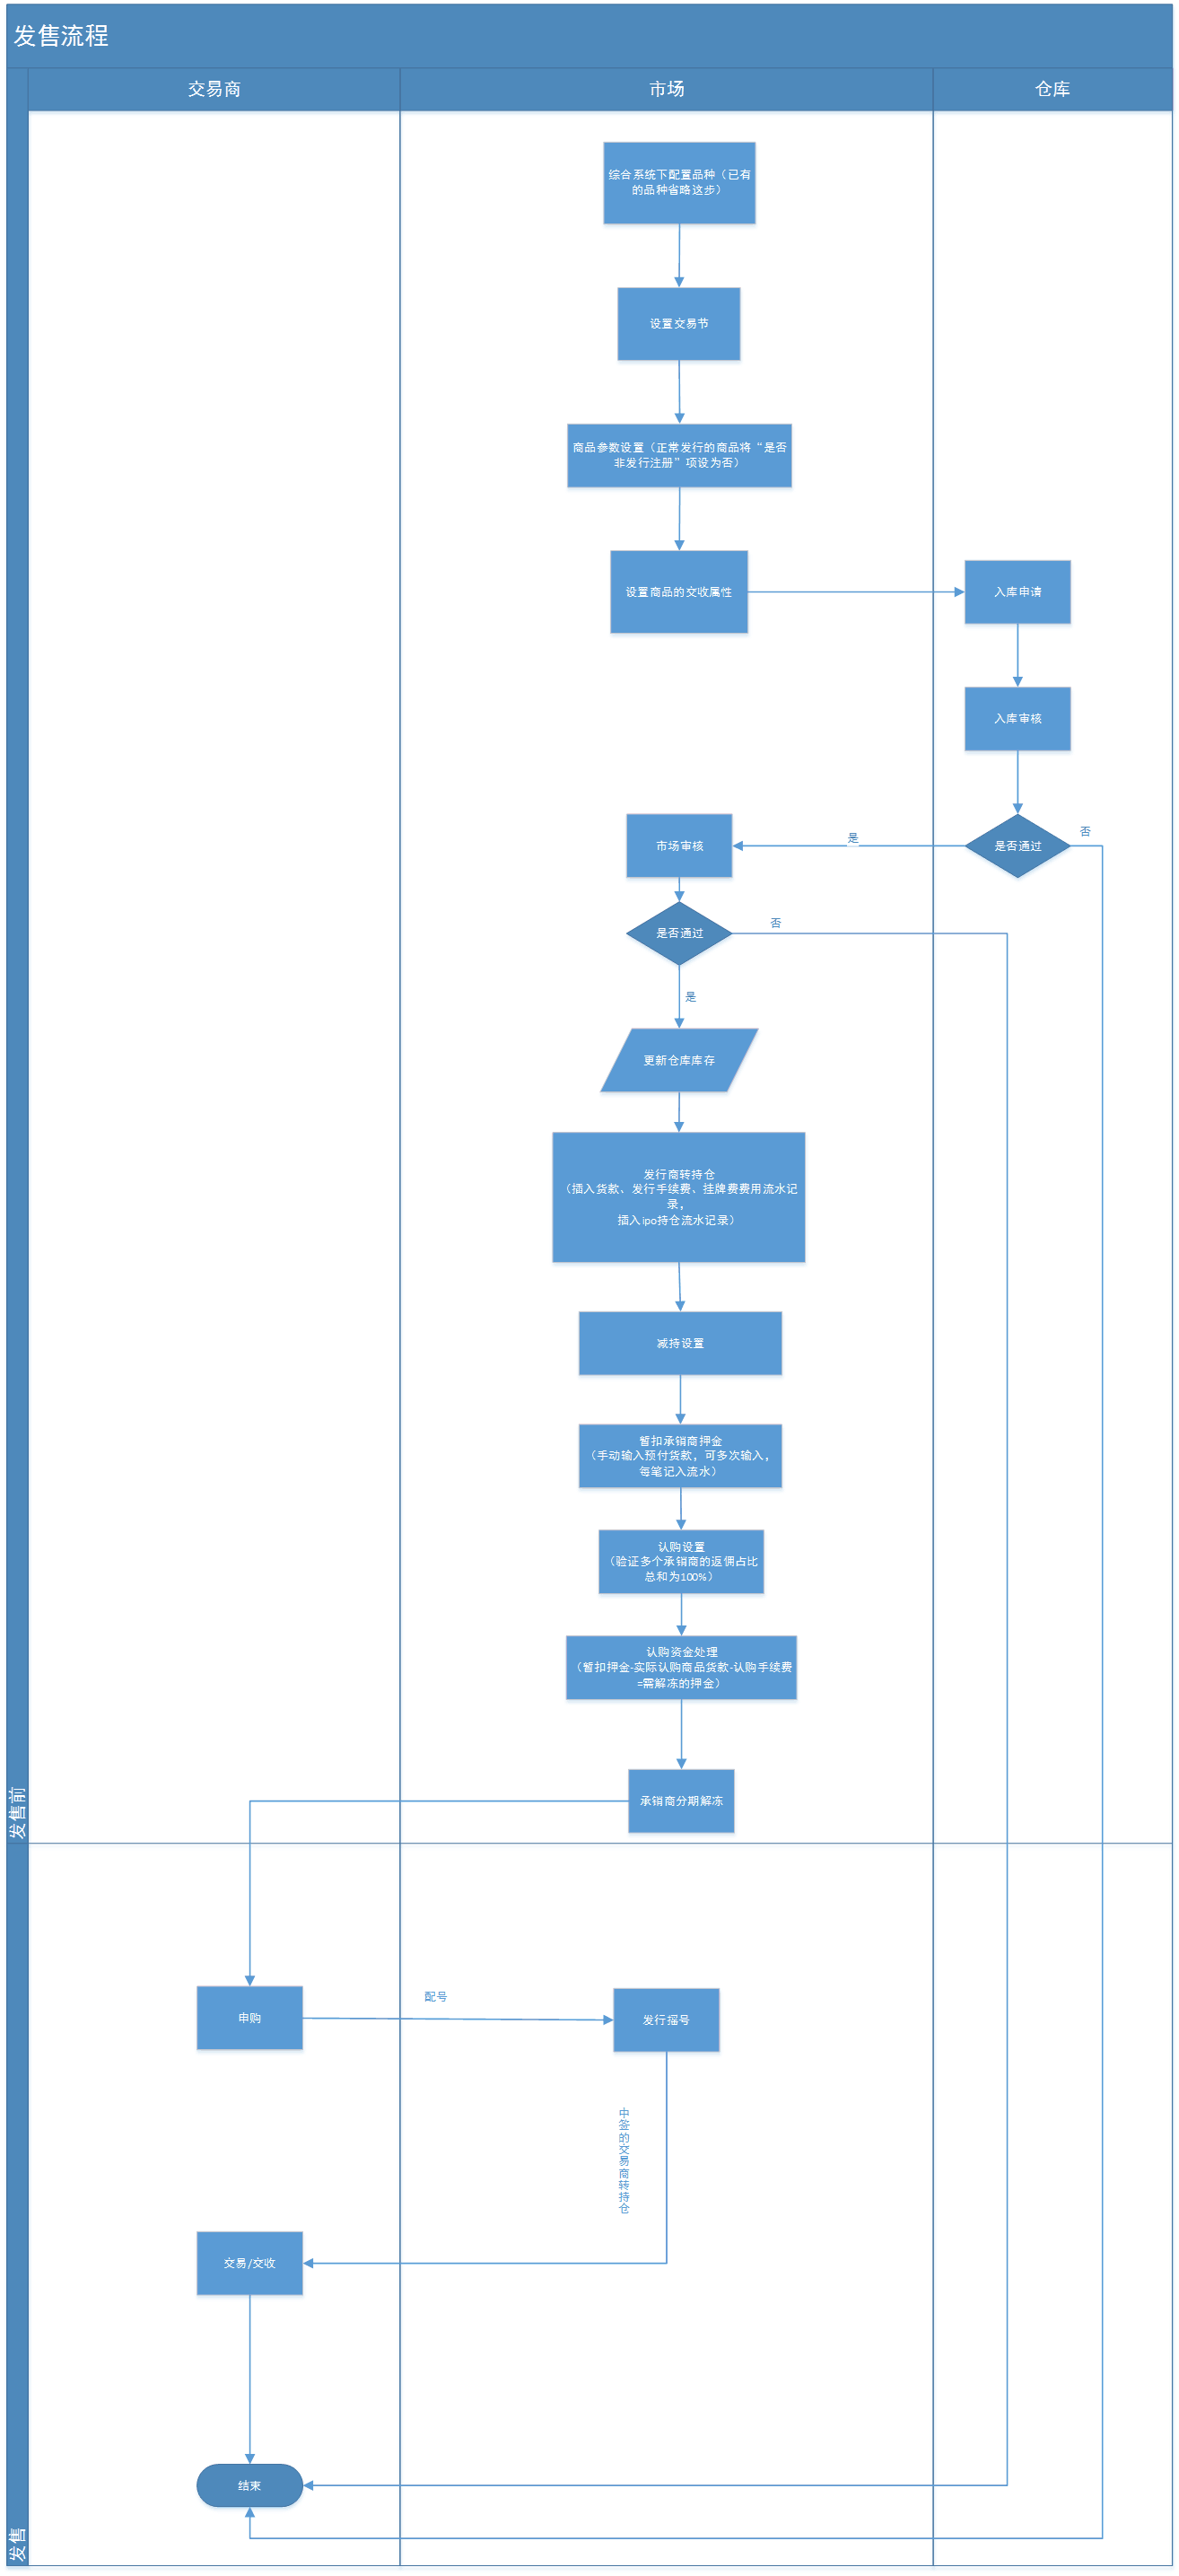 发售流程
交易商
市场
仓库
综合系统下配置品种（已有
的品种省略这步）
设置交易节
商品参数设置（正常发行的商品将“是否
非发行注册”项设为否）
设置商品的交收属性
入库申请
入库审核
是否通过
是
否
市场审核
是否通过
否
是
更新仓库库存
发行商转持仓
（插入货款、发行手续费、挂牌费费用流水记
录，
插入ipo持仓流水记录）
减持设置
暂扣承销商押金
（手动输入预付货款，可多次输入，
每笔记入流水）
认购设置
（验证多个承销商的返佣占比
总和为100%）
认购资金处理
（暂扣押金-实际认购商品货款-认购手续费
=需解冻的押金）
承销商分期解冻
发售前
申购
配号
发行摇号
中签的交易商转持仓
交易/交收
结束
发售